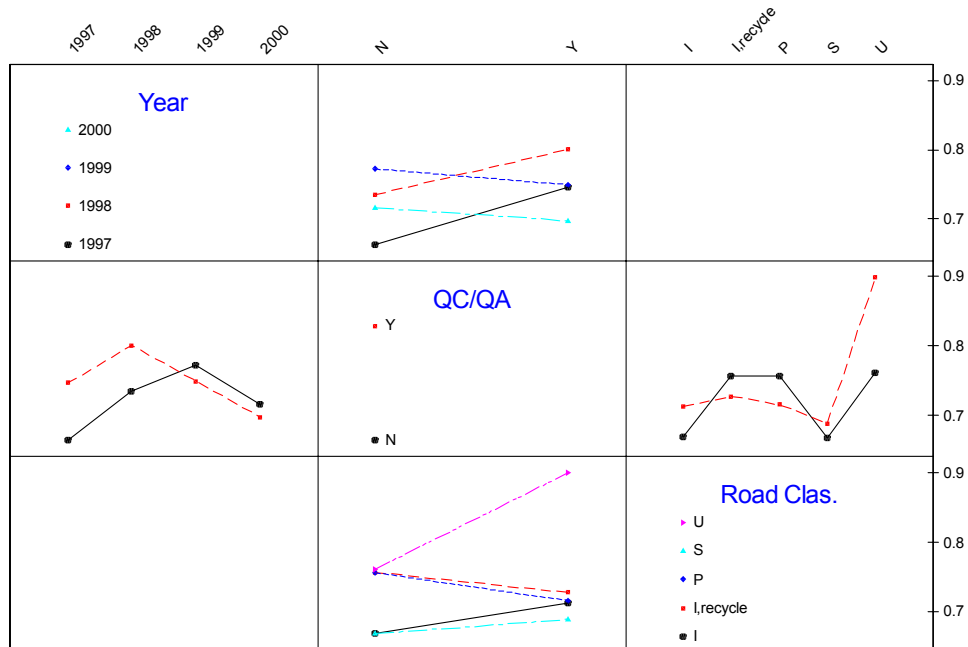 1997 1998 1999 2000 N Y I I,recycle P S U
0.9
Year
2000
0.8
1999
1998
0.7
1997
0.9
QC/QA
Y
0.8
0.7
N
0.9
Road Clas.
U
0.8
S
P
I,recycle
0.7
I